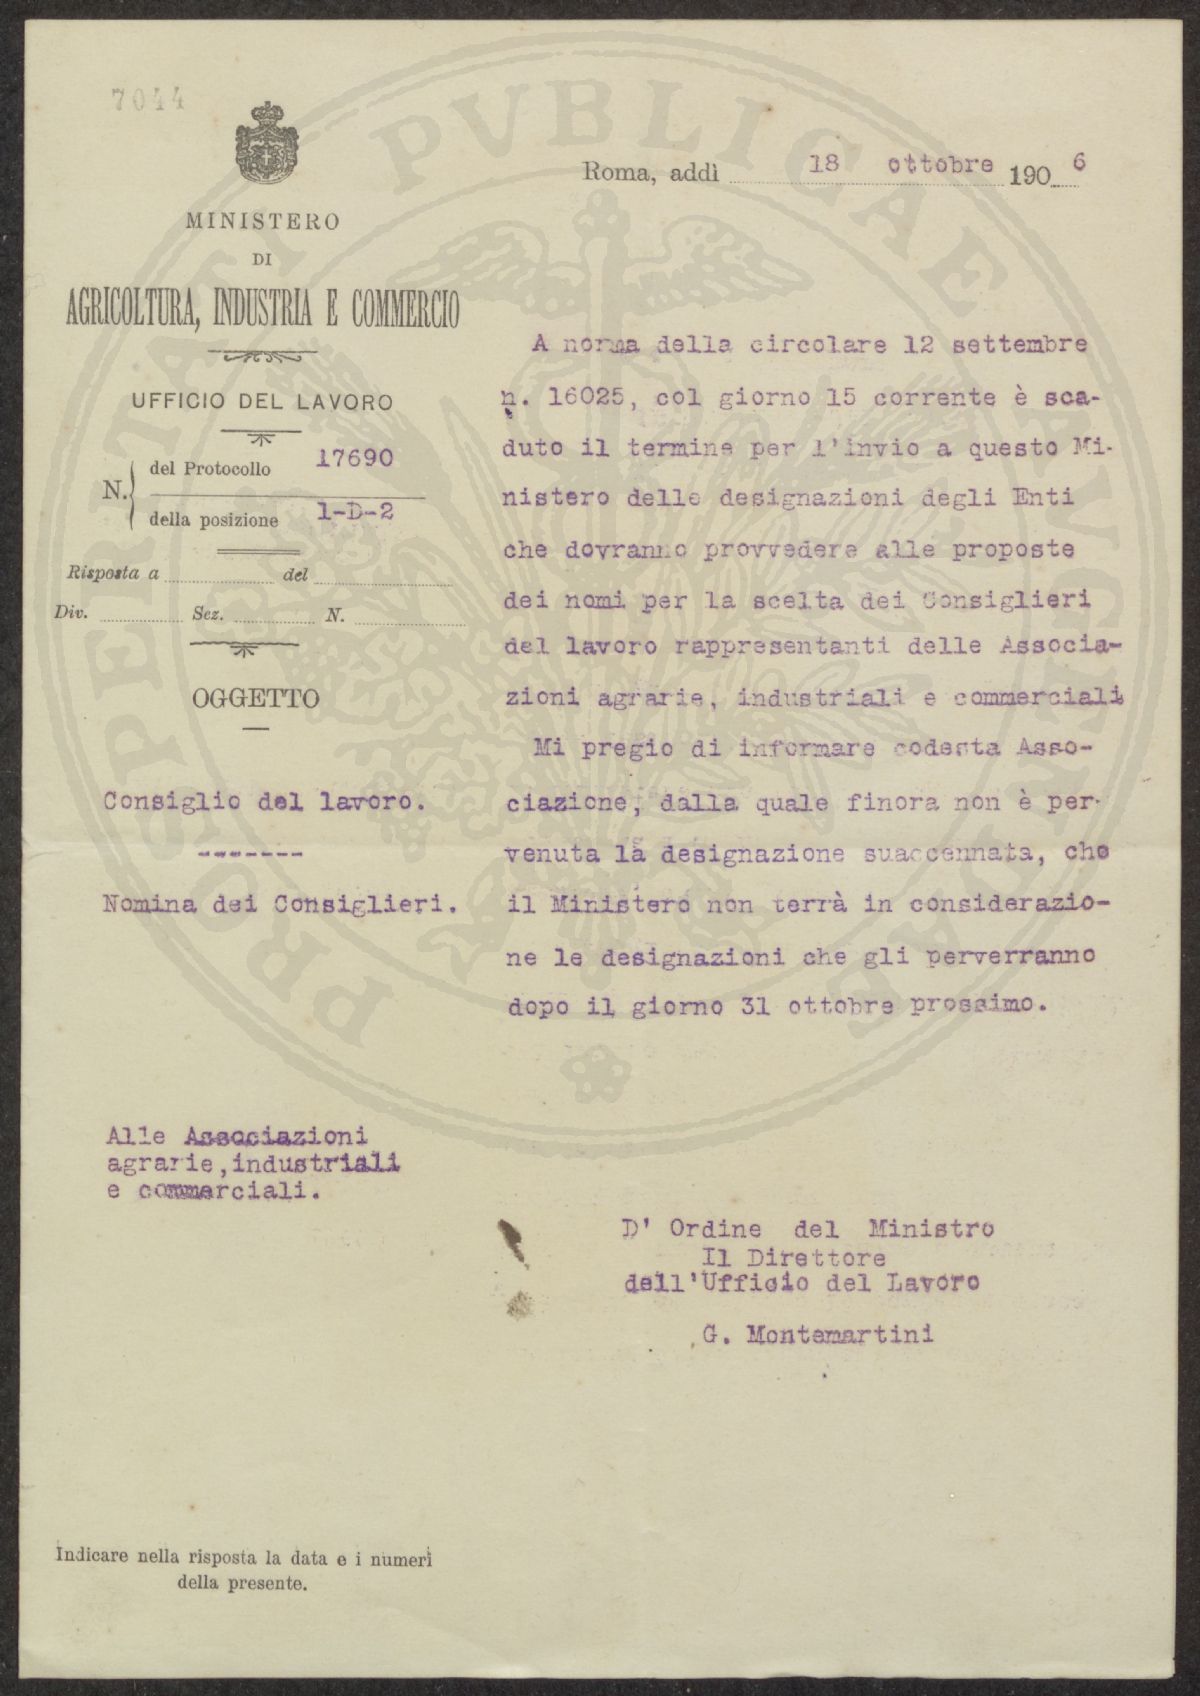 7044
MINISTERO
DI
AGRICOLTURA, INDUSTRIA E COMMERCIO
UFFICIO DEL LAVORO
N. del Protocollo 17690
della posizione 1-D-2
Risposta a del
Div. Sez. N.
OGGETTO
Consiglio del lavoro.
-------
Nomina dei Consiglieri.
Roma, addì 18 ottobre 1906
A norma della circolare 12 settembre
n. 16025, col giorno 15 corrente è sca-
duto il termine per l'invio a questo Mi-
nistero delle designazioni degli Enti
che dovranno provvedere alle proposte
dei nomi per la scelta dei Consiglieri
del lavoro rappresentanti delle Associa-
zioni agrarie, industriali e commerciali
Mi pregio di informare codesta Asso-
ciazione, dalla quale finora non è per-
venuta la designazione suaccennata, che
il Ministero non terrà in considerazio-
ne le designazioni che gli perverranno
dopo il giorno 31 ottobre prossimo.
Alle Associazioni
agrarie, industriali
e commerciali.
D' Ordine del Ministro
Il Direttore
dell'Ufficio del Lavoro
G. Montemartini
Indicare nella risposta la data e i numeri
della presente.
PROSPERITATI PVBLICAE AVGENDAE